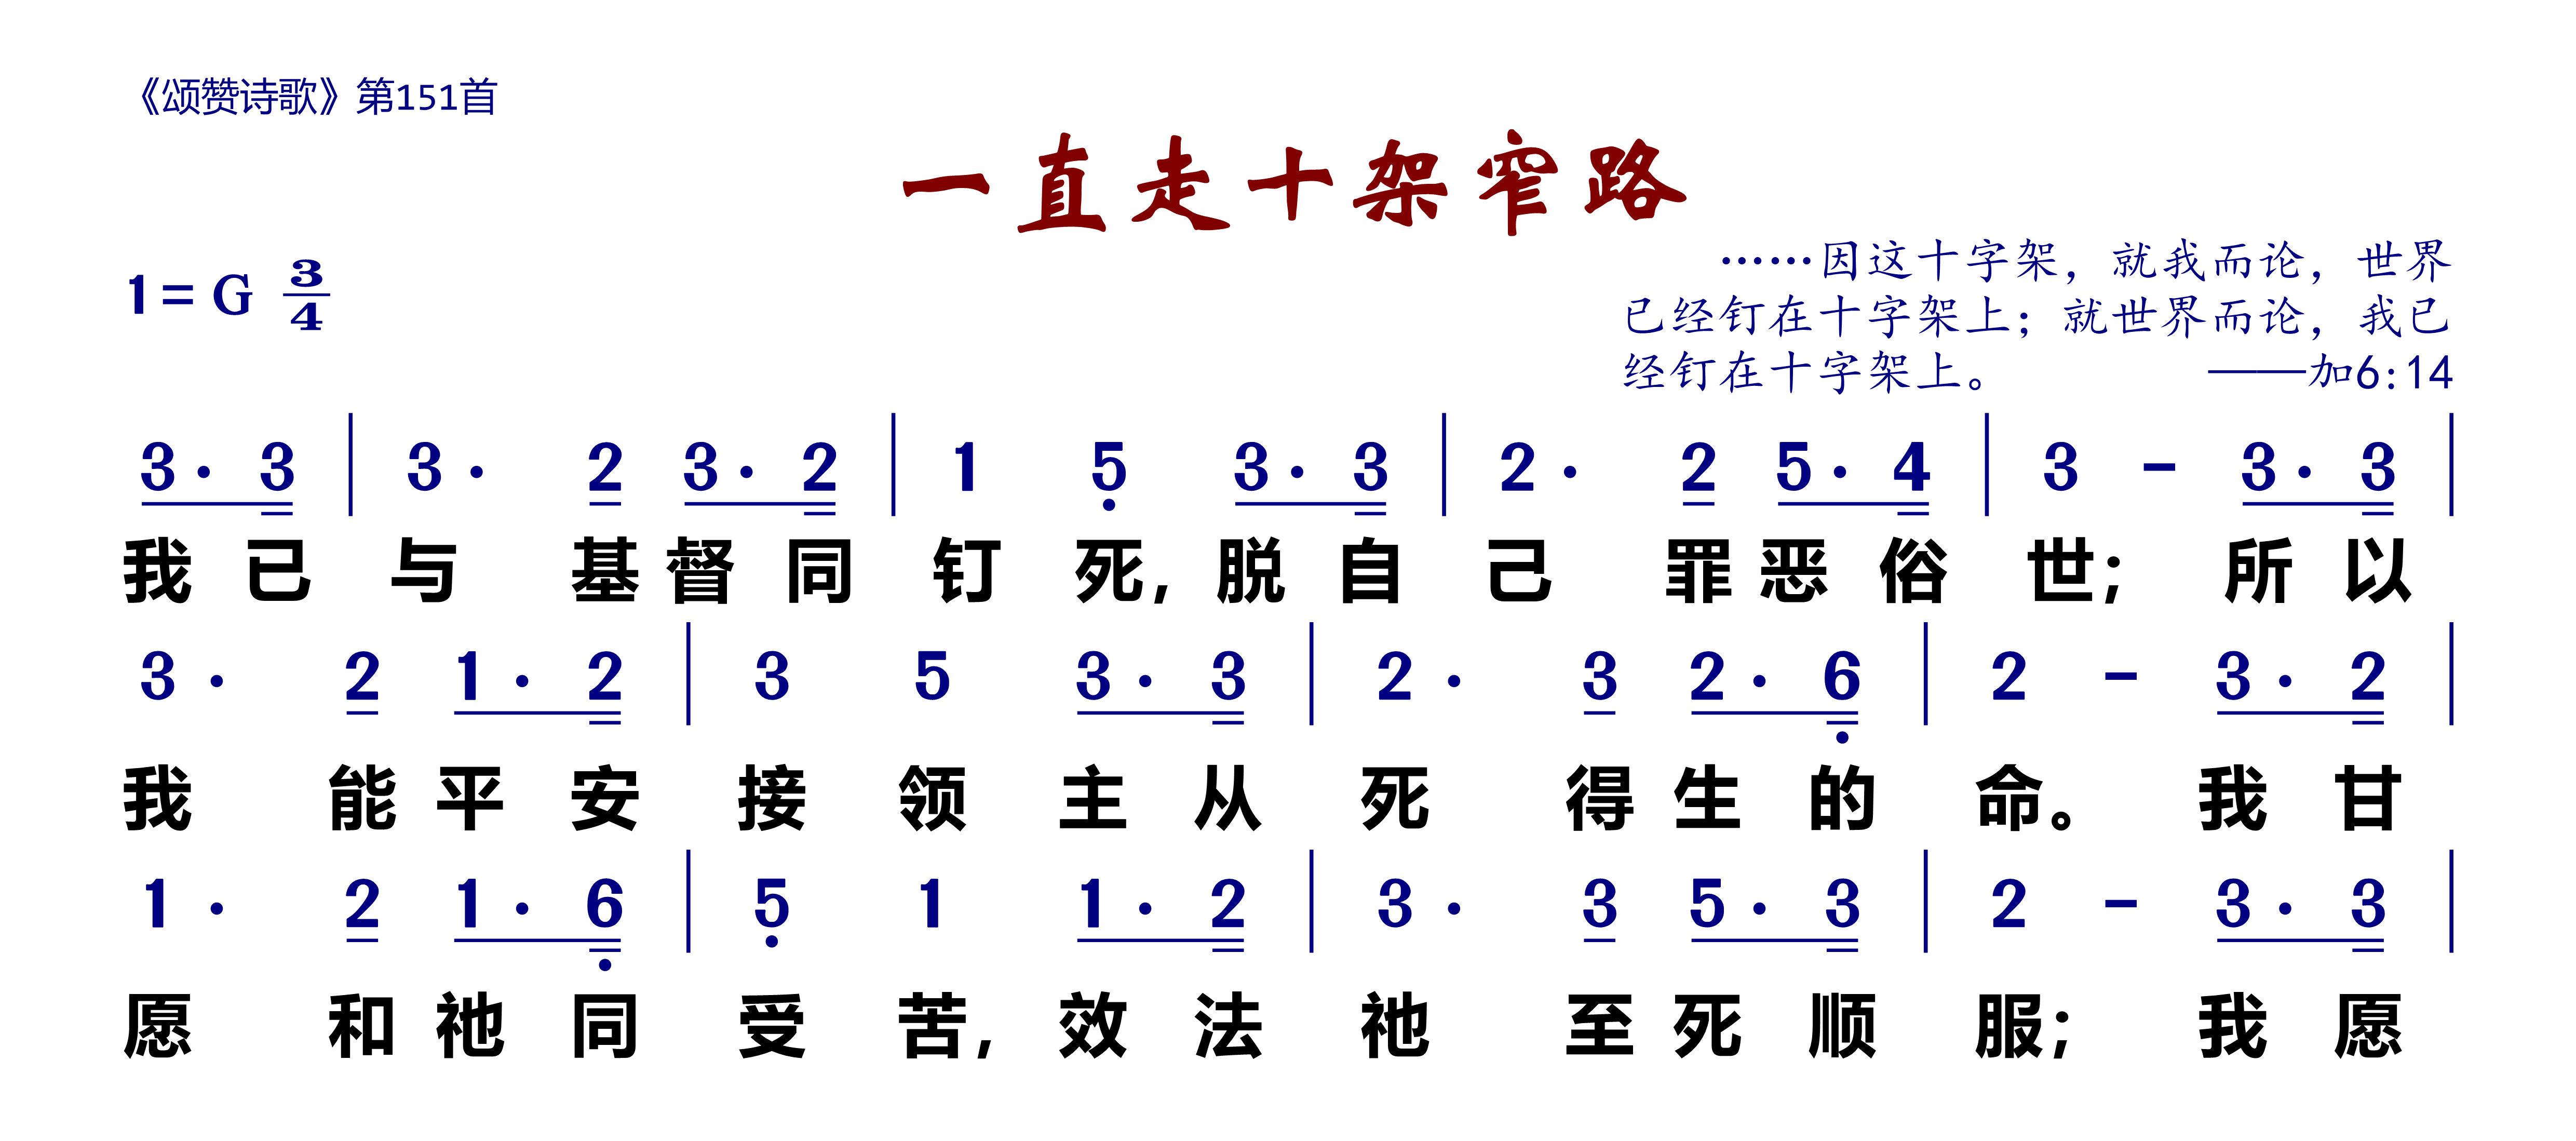 《颂赞诗歌》第151首
一直走十架窄路
1= G 3/4
……因这十字架，就我而论，世界
已经钉在十字架上；就世界而论，我已
经钉在十字架上。 ——加6:14
3· 3 | 3· 2 3· 2 | 1 5 3· 3 | 2· 2 5· 4 | 3 - 3· 3 |
我已与基督同钉死，脱自己罪恶俗世；所以
3· 2 1· 2 | 3 5 3· 3 | 2· 3 2· 6 | 2 - 3· 2 |
我能平安接领主从死得生的命。我甘
1· 2 1· 6 | 5 1 1· 2 | 3· 3 5· 3 | 2 - 3· 3 |
愿和祂同受苦，效法祂至死顺服；我愿